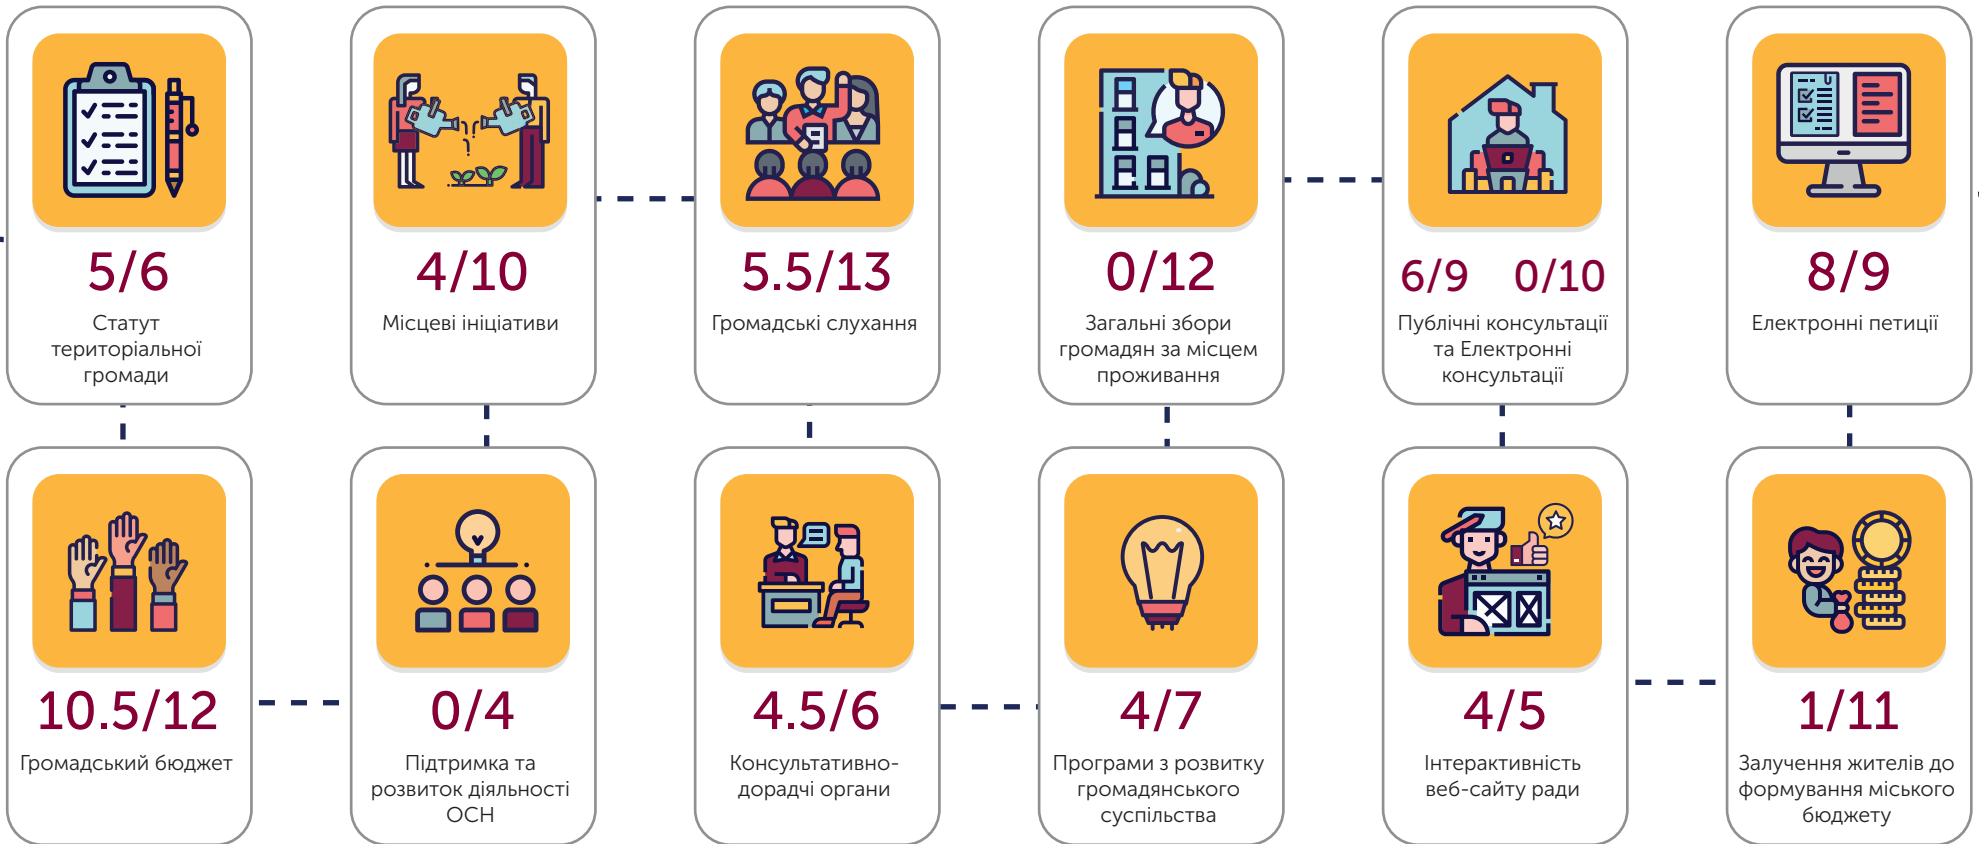 5/6
Статут
територіальної
громади
4/10
Місцеві ініціативи
5.5/13
Громадські слухання
0/12
Загальні збори
громадян за місцем
проживання
6/9 0/10
Публічні консультації
та Електронні
консультації
8/9
Електронні петиції
10.5/12
Громадський бюджет
0/4
Підтримка та
розвиток діяльності
ОСН
4.5/6
Консультативно-
дорадчі органи
4/7
Програми з розвитку
громадянського
суспільства
4/5
Інтерактивність
веб-сайту ради
1/11
Залучення жителів до
формування міського
бюджету